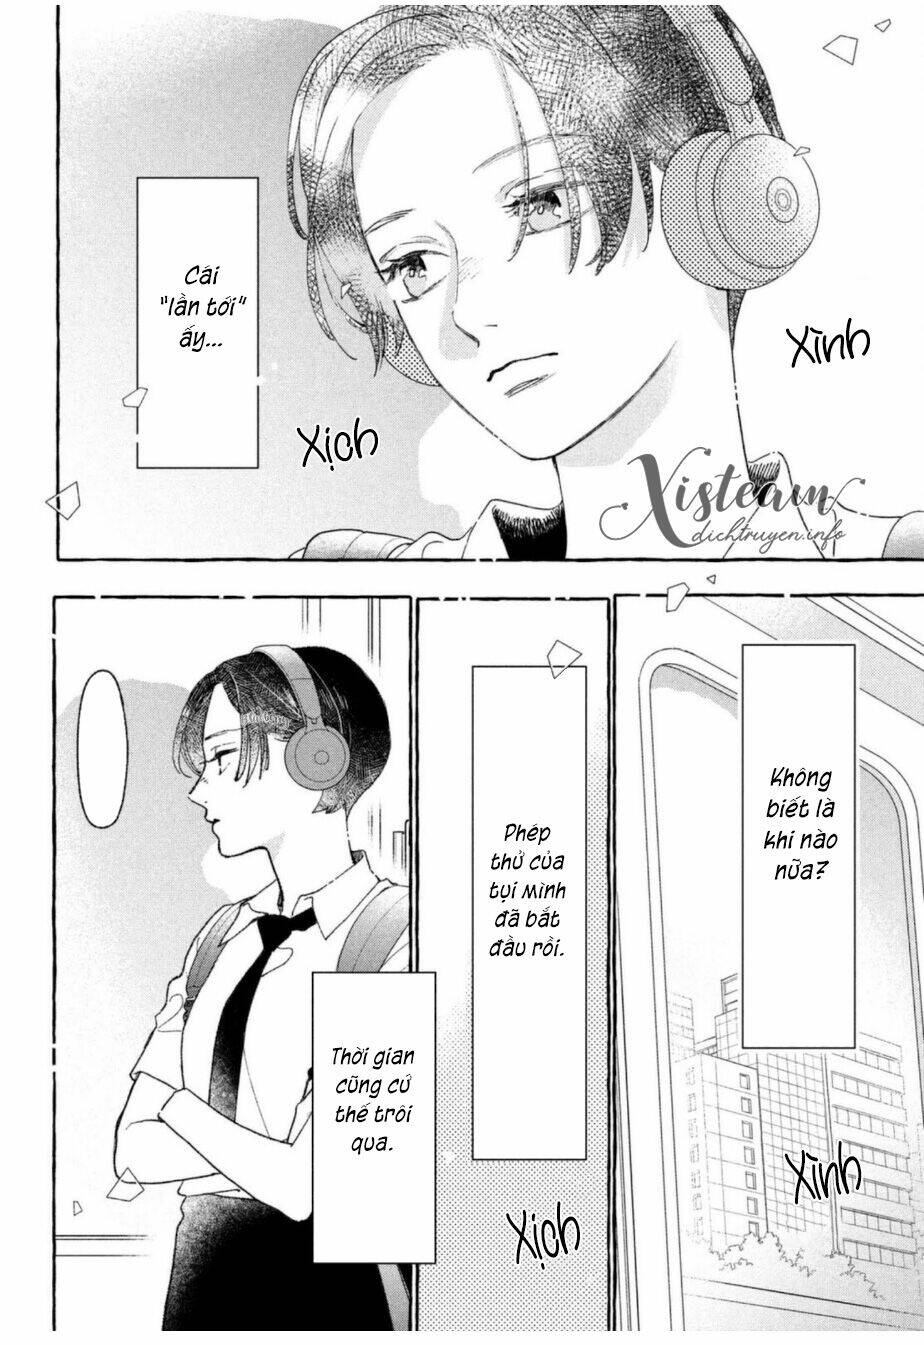 Cái
"lần tới"
ấy...
Xình
Xịch
Xisteam
dichtruyen.info
Không
biết là
khi nào
nữa?
Phép
thử của
tụi mình
đã bắt
đầu rồi.
Thời gian
cũng cứ
thế trôi
qua.
Xình
Xịch